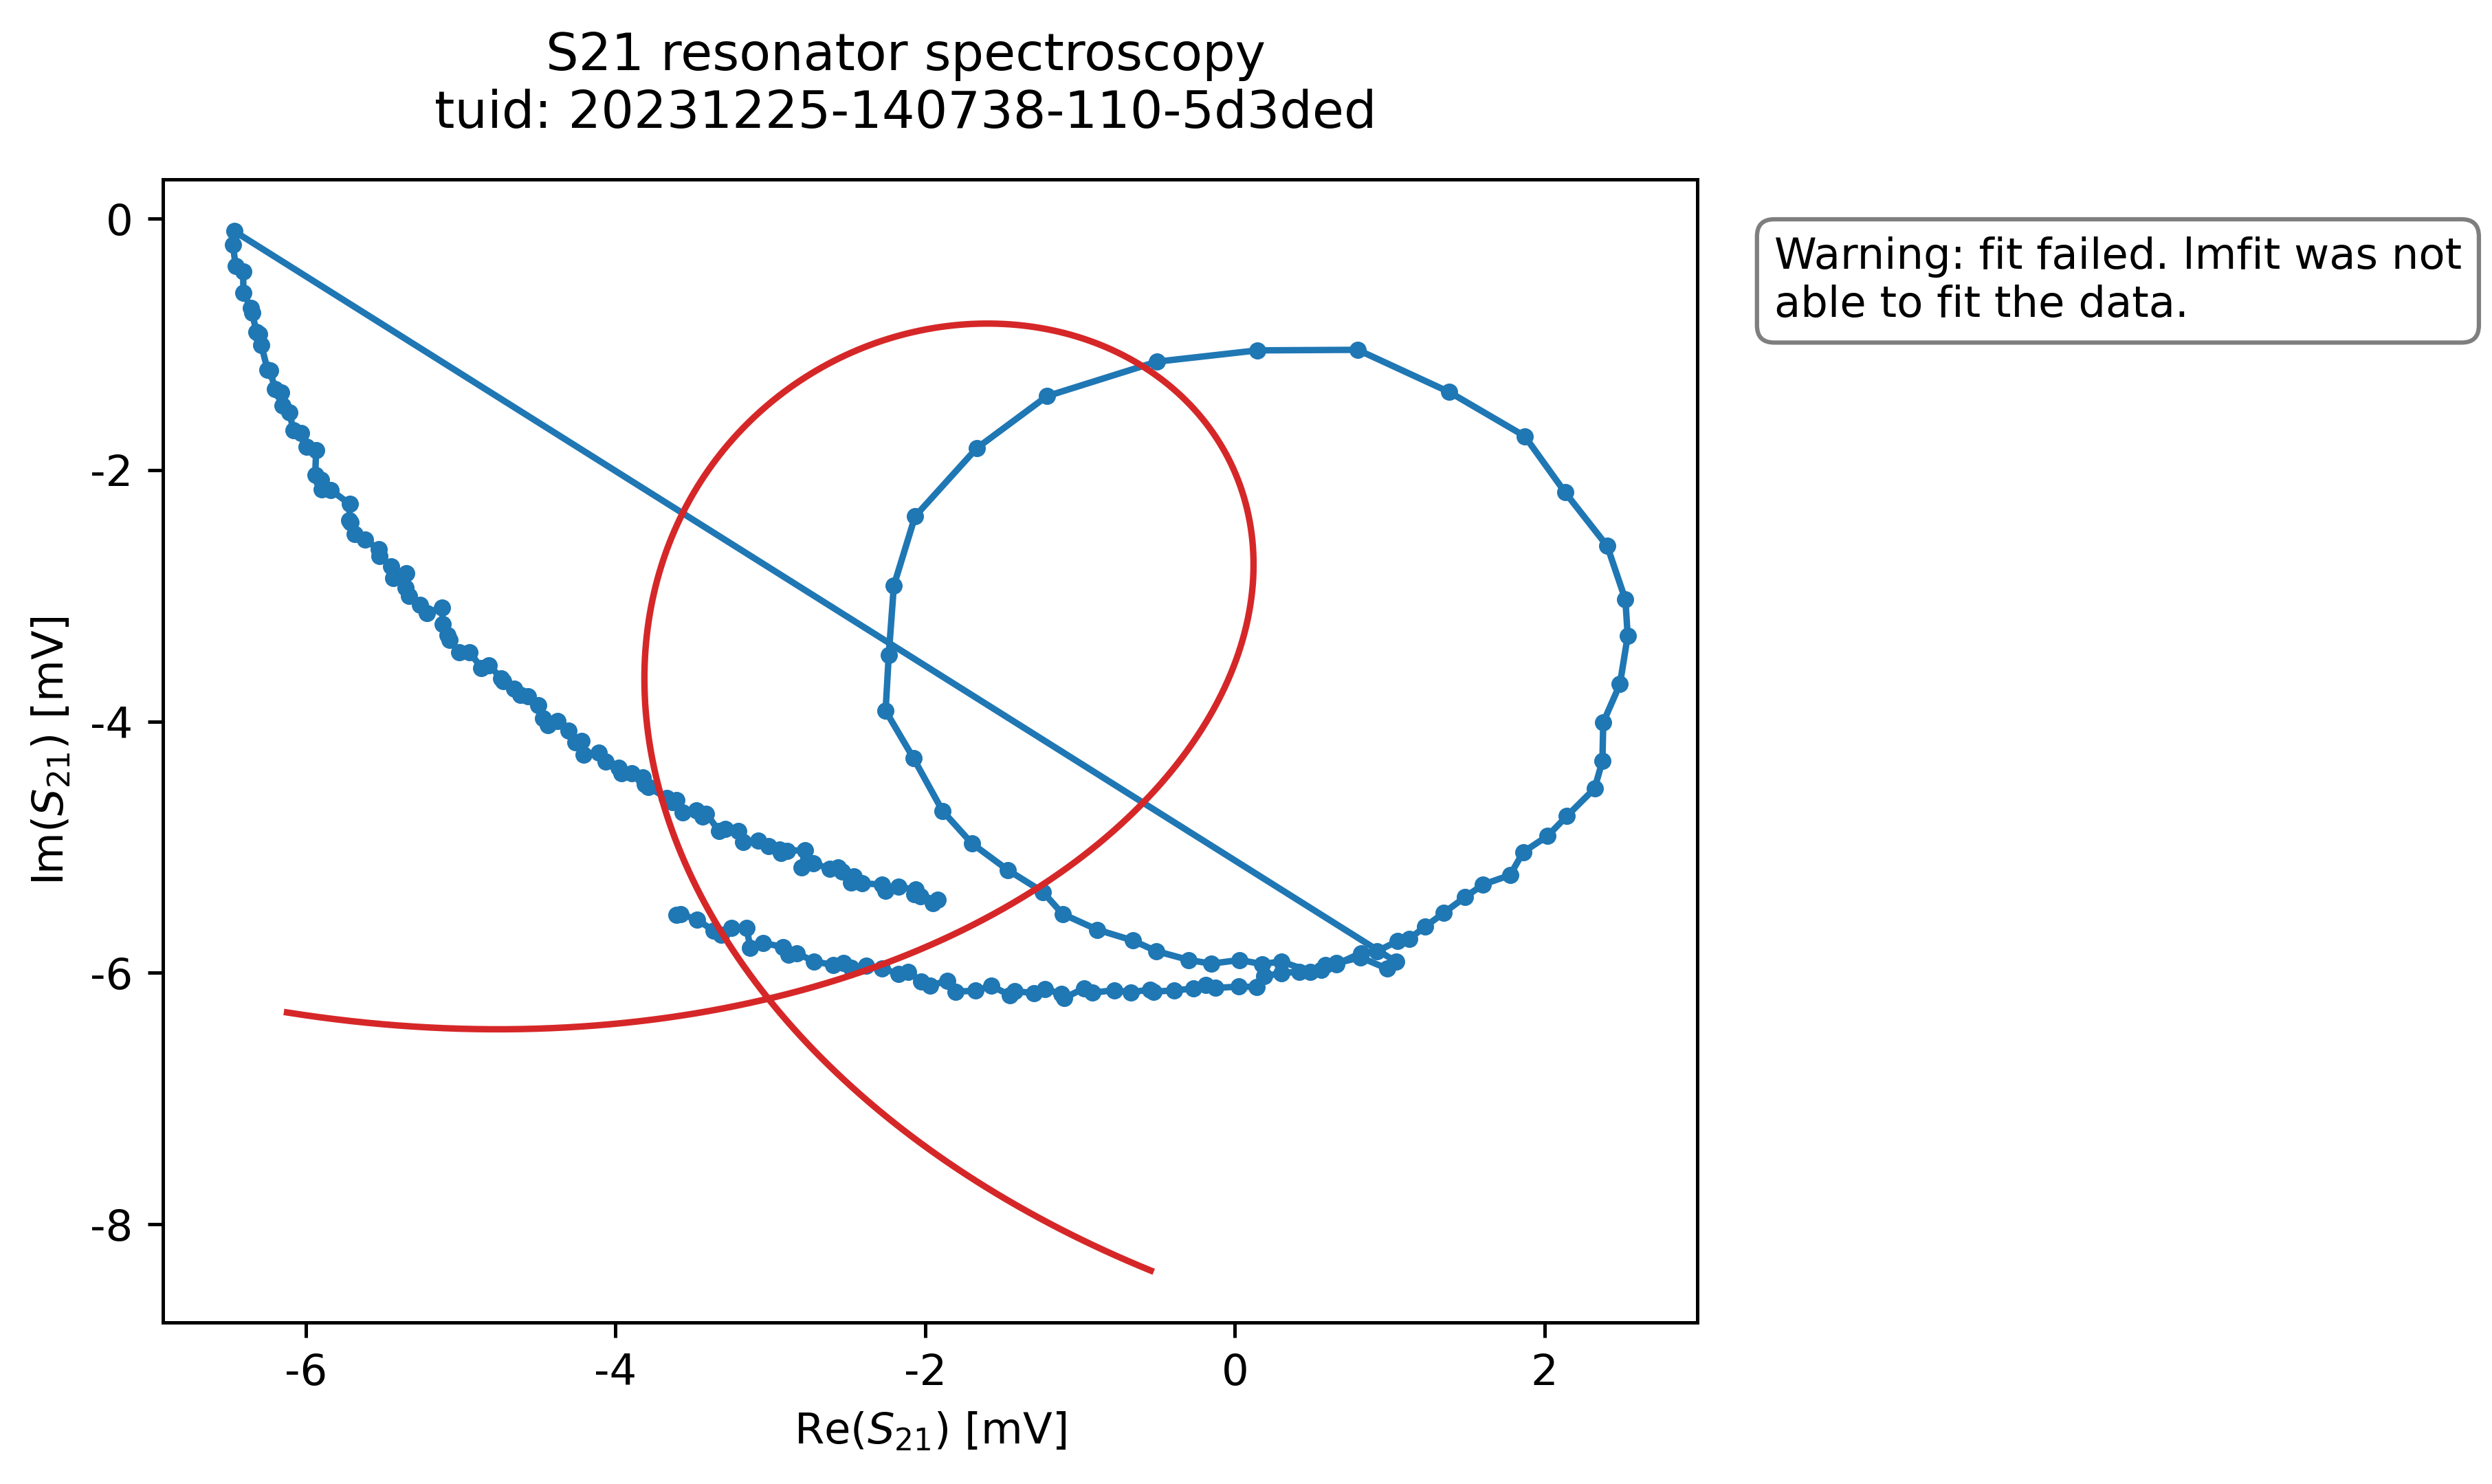 S21 resonator spectroscopy
tuid: 20231225-140738-110-5d3ded
Warning: fit failed. lmfit was not
able to fit the data.
Im(S21) [mV]
0
-2
-4
-6
-8
-6
-4
-2
0
2
Re(S21) [mV]